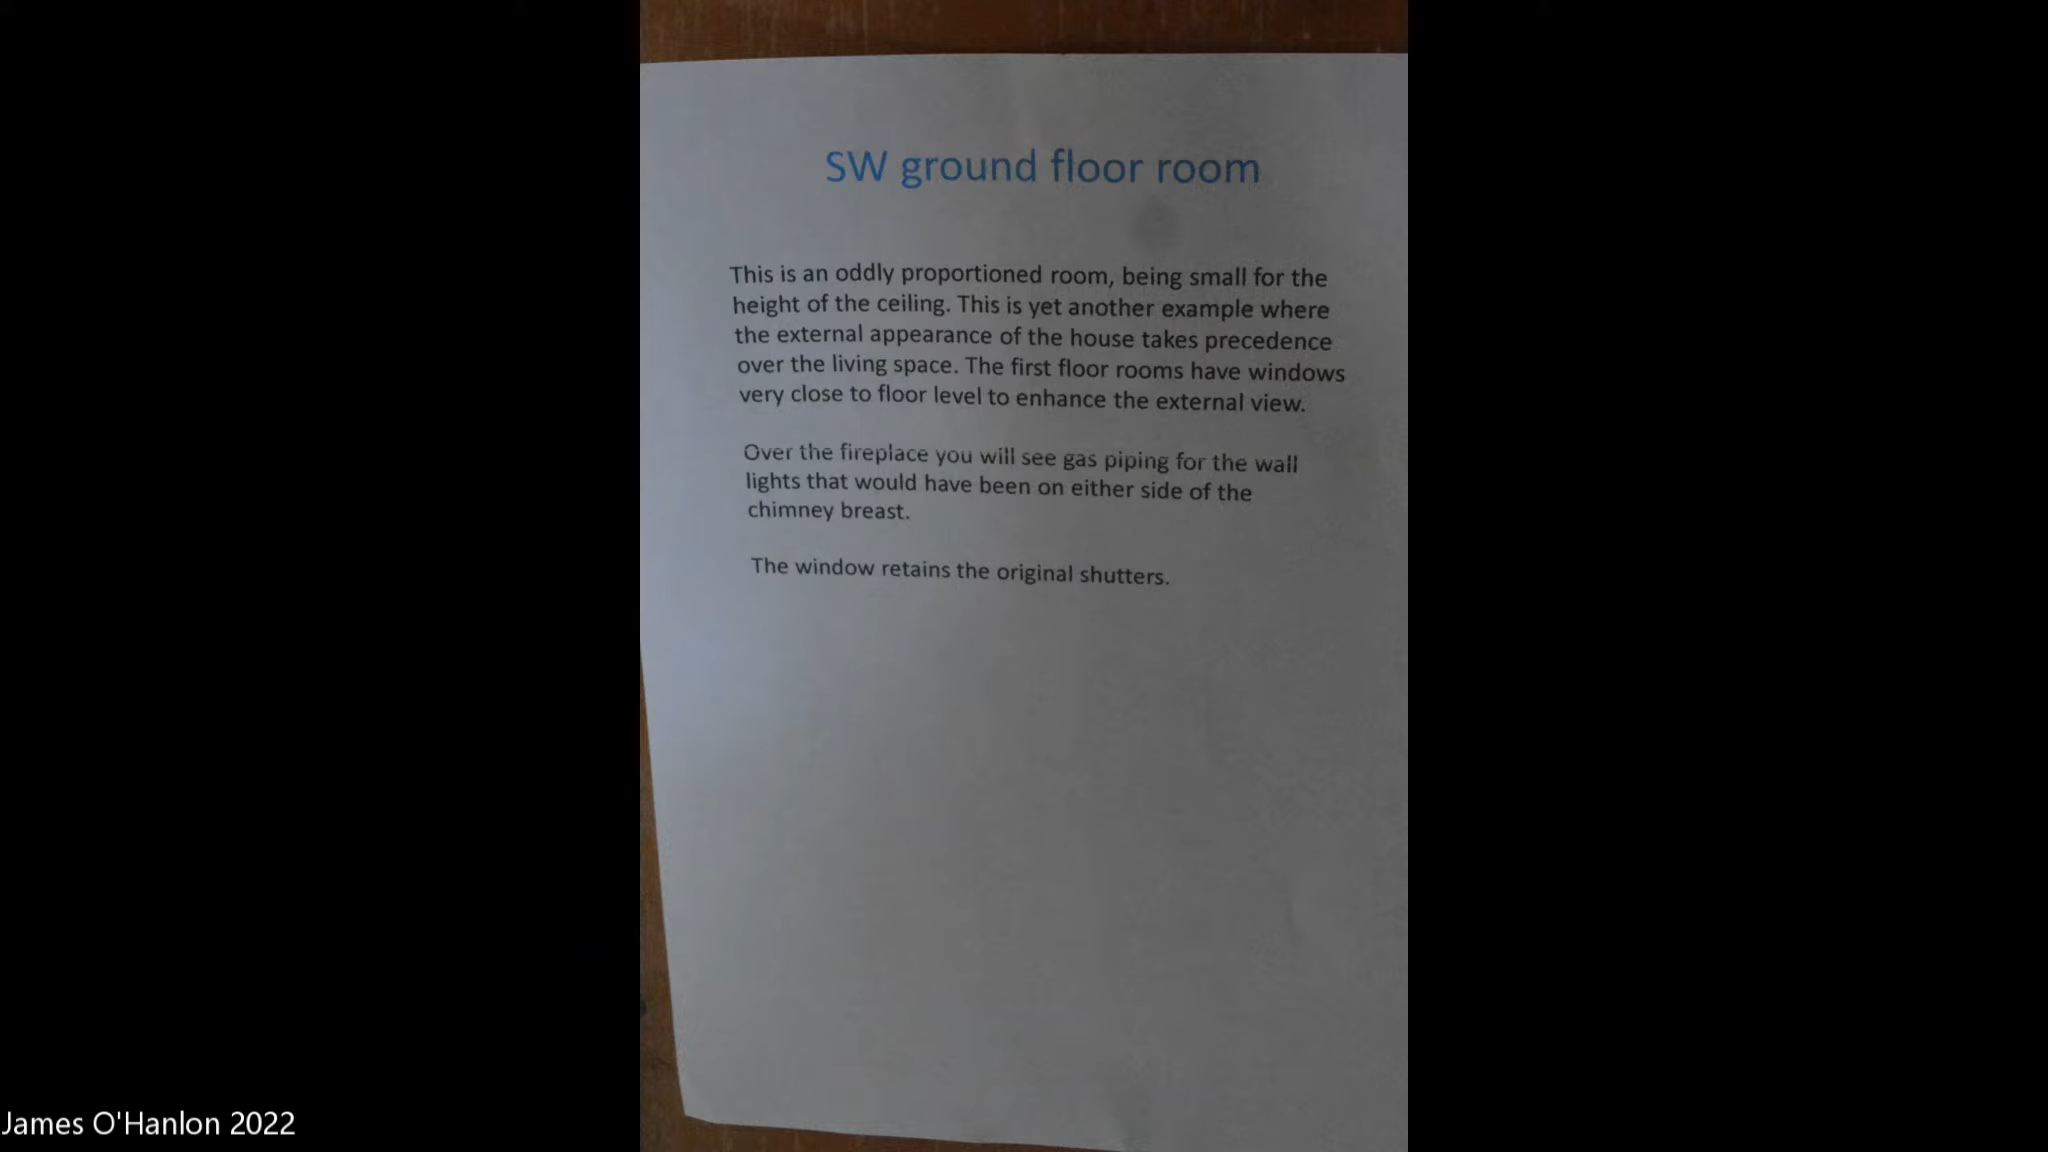 SW ground floor room
This is an oddly proportioned room, being small for the
height of the ceiling. This is yet another example where
the external appearance of the house takes precedence
over the living space. The first floor rooms have windows
very close to floor level to enhance the external view.
Over the fireplace you will see gas piping for the wall
lights that would have been on either side of the
chimney breast.
The window retains the original shutters.
James O'Hanlon 2022